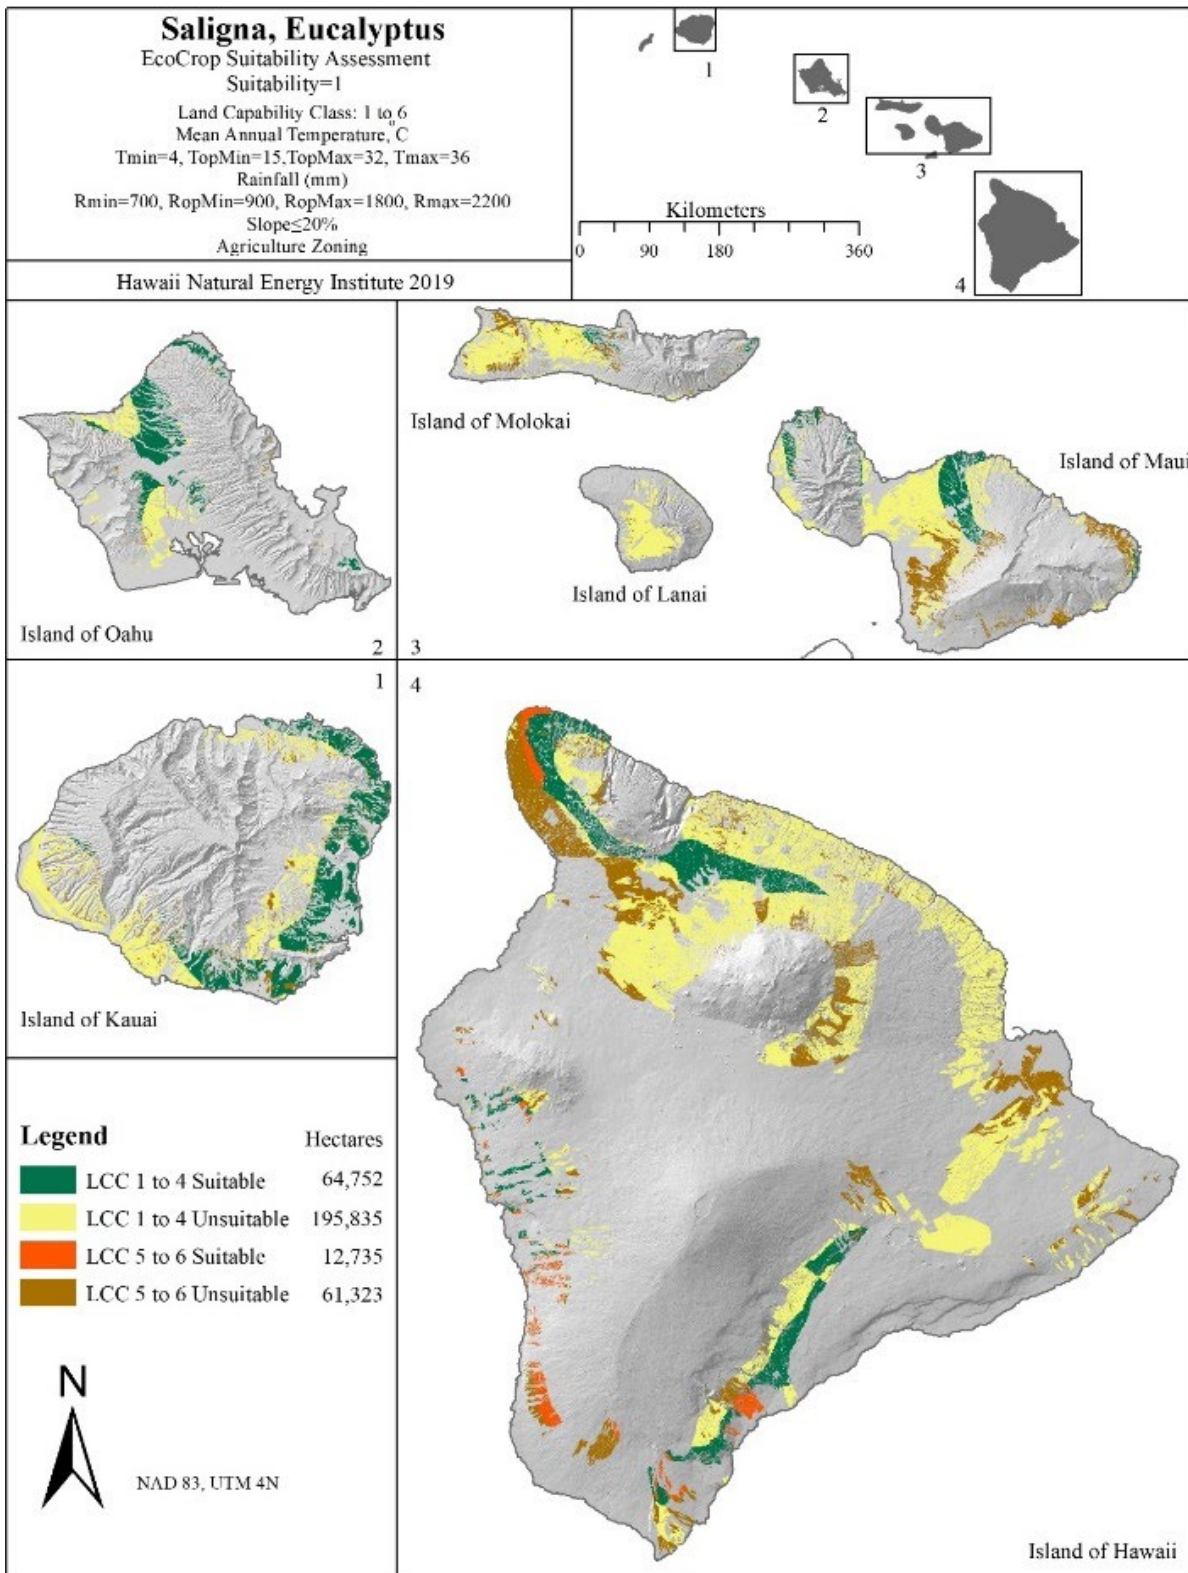 Saligna, Eucalyptus
EcoCrop Suitability Assessment
Suitability=1
Land Capability Class: 1 to 6
Mean Annual Temperature,°C
Tmin=4, TopMin=15,TopMax=32, Tmax=36
Rainfall (mm)
Rmin=700, RopMin=900, RopMax=1800, Rmax=2200
Slope≤20%
Agriculture Zoning
Hawaii Natural Energy Institute 2019
1
2
3
4
Kilometers
0 90 180 360
Island of Oahu
2
Island of Molokai
Island of Maui
Island of Lanai
3
1
Island of Kauai
4
Island of Hawaii
Legend Hectares
LCC 1 to 4 Suitable 64,752
LCC 1 to 4 Unsuitable 195,835
LCC 5 to 6 Suitable 12,735
LCC 5 to 6 Unsuitable 61,323
N
NAD 83, UTM 4N